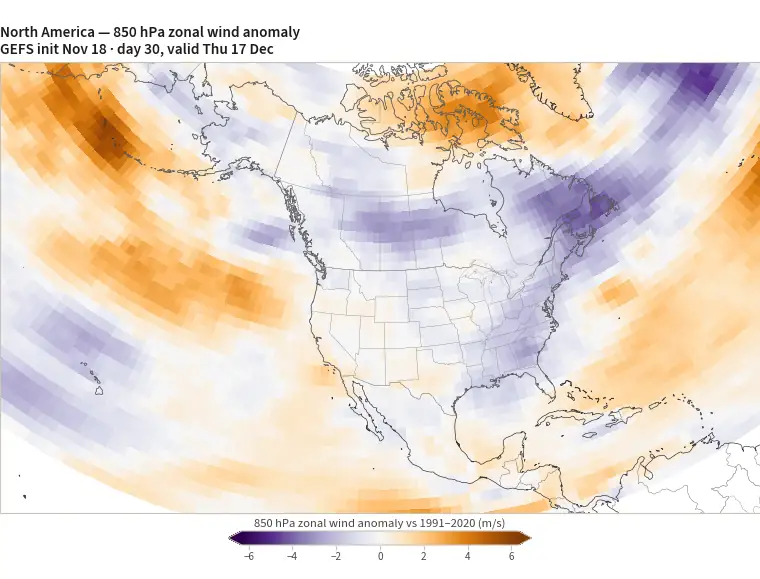 North America — 850 hPa zonal wind anomaly
GEFS init Nov 18 · day 30, valid Thu 17 Dec
850 hPa zonal wind anomaly vs 1991–2020 (m/s)
−6 −4 −2 0 2 4 6